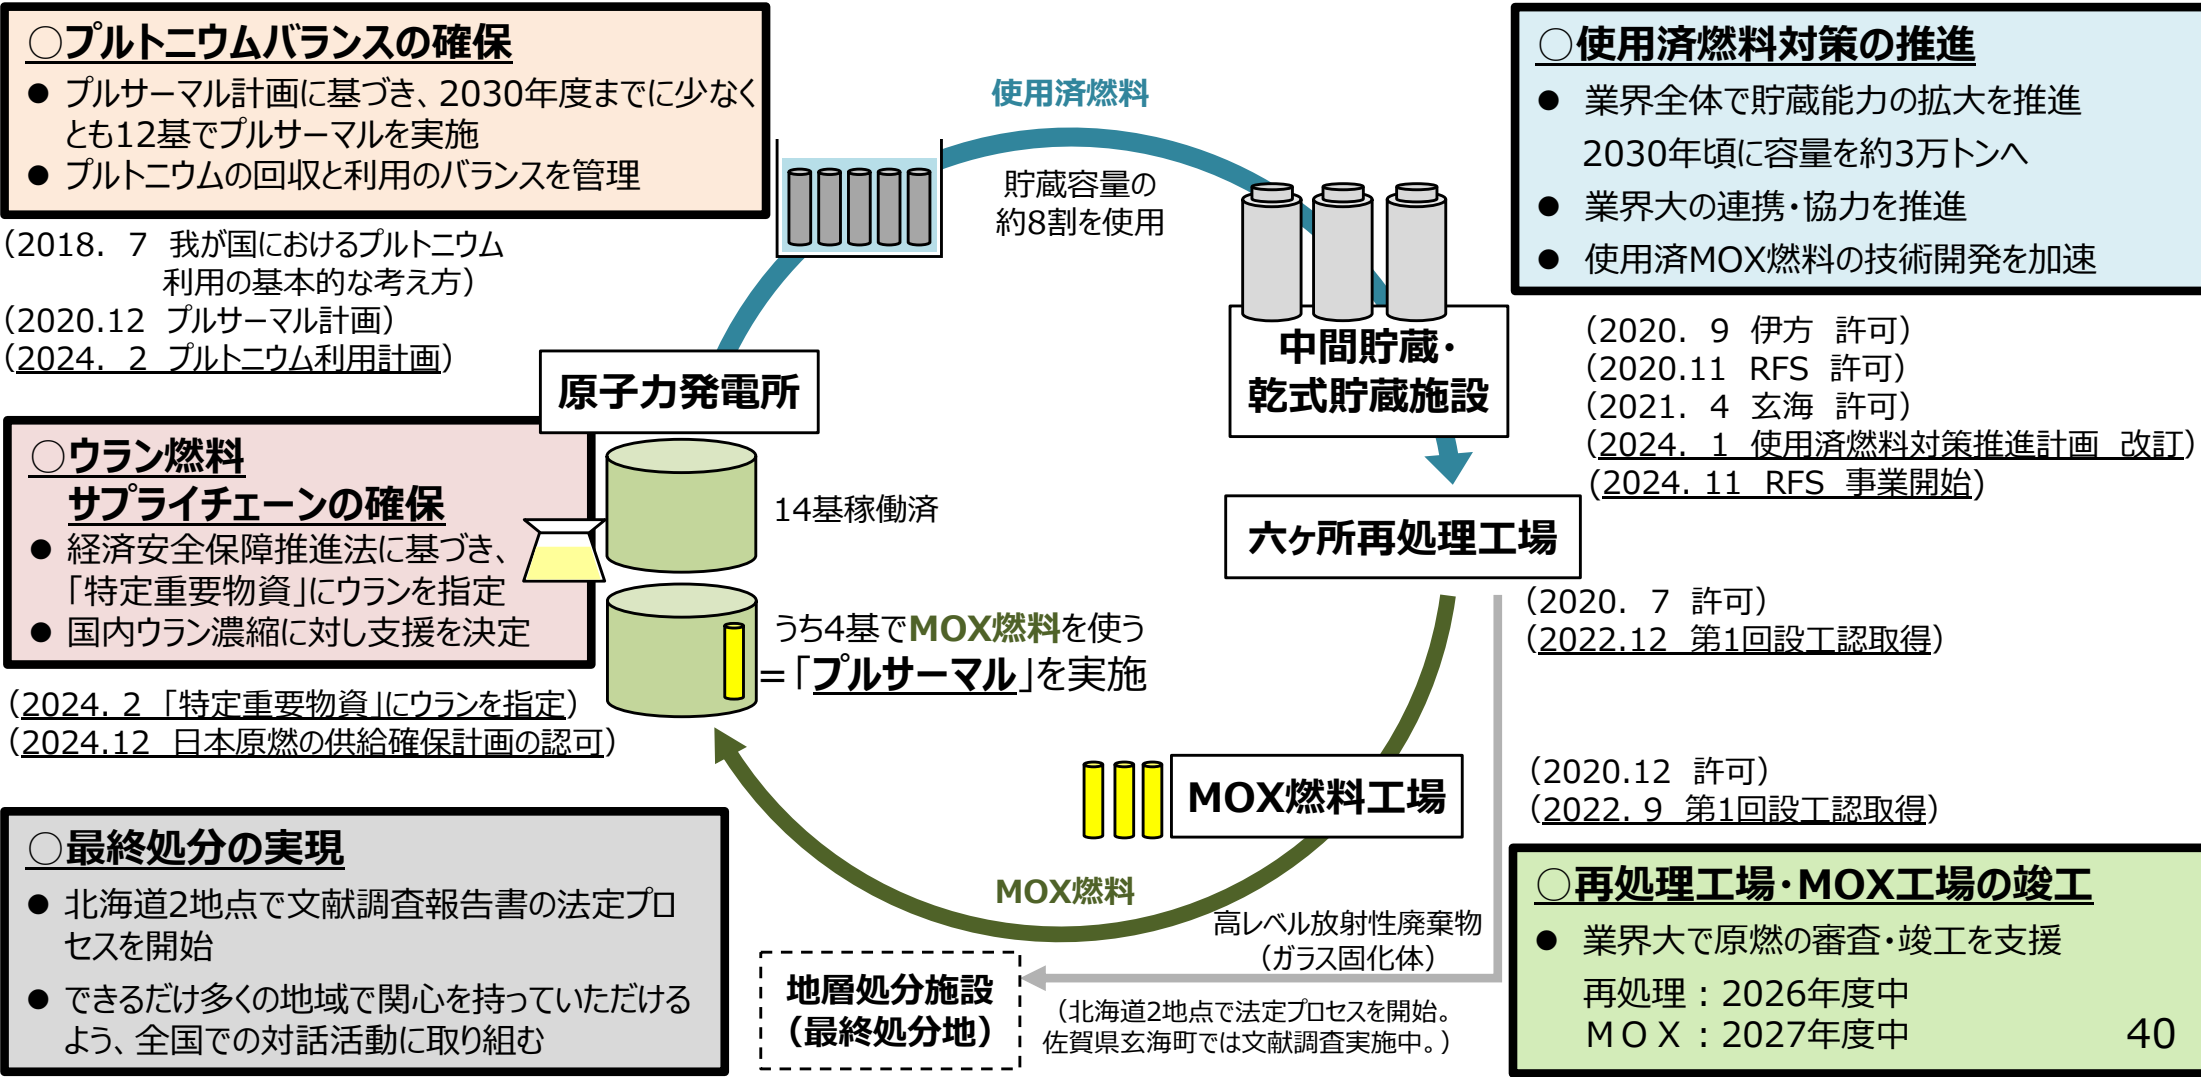 ○プルトニウムバランスの確保
● プルサーマル計画に基づき、2030年度までに少なく
とも12基でプルサーマルを実施
● プルトニウムの回収と利用のバランスを管理
（2018. 7 我が国におけるプルトニウム
利用の基本的な考え方）
（2020.12 プルサーマル計画）
（2024. 2 プルトニウム利用計画）
使用済燃料
貯蔵容量の
約8割を使用
○使用済燃料対策の推進
● 業界全体で貯蔵能力の拡大を推進
2030年頃に容量を約3万トンへ
● 業界大の連携・協力を推進
● 使用済MOX燃料の技術開発を加速
（2020. 9 伊方 許可）
（2020.11 RFS 許可）
（2021. 4 玄海 許可）
（2024. 1 使用済燃料対策推進計画 改訂）
（2024. 11 RFS 事業開始）
中間貯蔵・
乾式貯蔵施設
原子力発電所
14基稼働済
うち4基でMOX燃料を使う
=「プルサーマル」を実施
○ウラン燃料
サプライチェーンの確保
● 経済安全保障推進法に基づき、
「特定重要物資」にウランを指定
● 国内ウラン濃縮に対し支援を決定
（2024. 2 「特定重要物資」にウランを指定）
（2024.12 日本原燃の供給確保計画の認可）
六ヶ所再処理工場
（2020. 7 許可）
（2022.12 第1回設工認取得）
MOX燃料工場
（2020.12 許可）
（2022. 9 第1回設工認取得）
MOX燃料
高レベル放射性廃棄物
（ガラス固化体）
地層処分施設
（最終処分地）
（北海道2地点で法定プロセスを開始。
佐賀県玄海町では文献調査実施中。）
○最終処分の実現
● 北海道2地点で文献調査報告書の法定プロ
セスを開始
● できるだけ多くの地域で関心を持っていただける
よう、全国での対話活動に取り組む
○再処理工場・MOX工場の竣工
● 業界大で原燃の審査・竣工を支援
再処理：2026年度中
ＭＯＸ：2027年度中
40